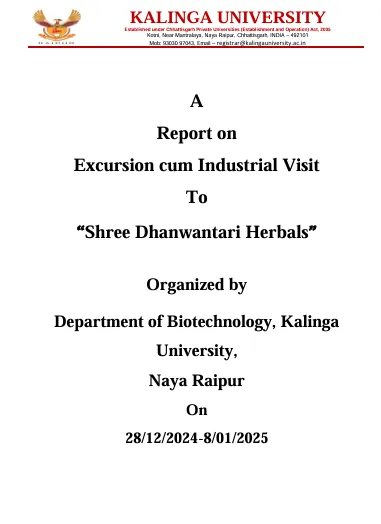 KALINGA UNIVERSITY
Established under Chhattisgarh Private Universities (Establishment and Operation) Act, 2005
Kotni, Near Mantralaya, Naya Raipur, Chhattisgarh, INDIA – 492101
Mob: 93030 97043, Email – registrar@kalingauniversity.ac.in
A
Report on
Excursion cum Industrial Visit
To
“Shree Dhanwantari Herbals”
Organized by
Department of Biotechnology, Kalinga
University,
Naya Raipur
On
28/12/2024-8/01/2025